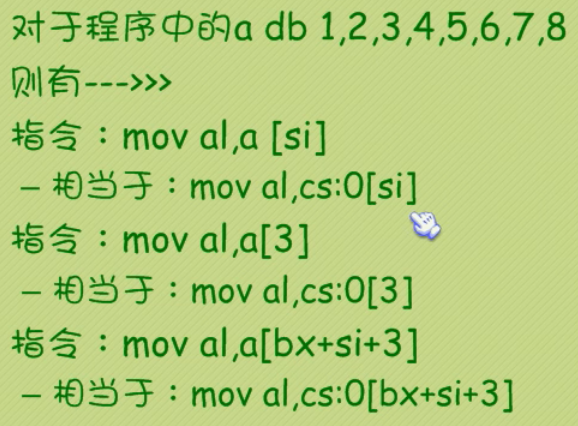 对于程序中的a db 1,2,3,4,5,6,7,8
则有--->>>
指令：mov al,a [si]
– 相当于：mov al,cs:0[si]
指令：mov al,a[3]
– 相当于：mov al,cs:0[3]
指令：mov al,a[bx+si+3]
– 相当于：mov al,cs:0[bx+si+3]